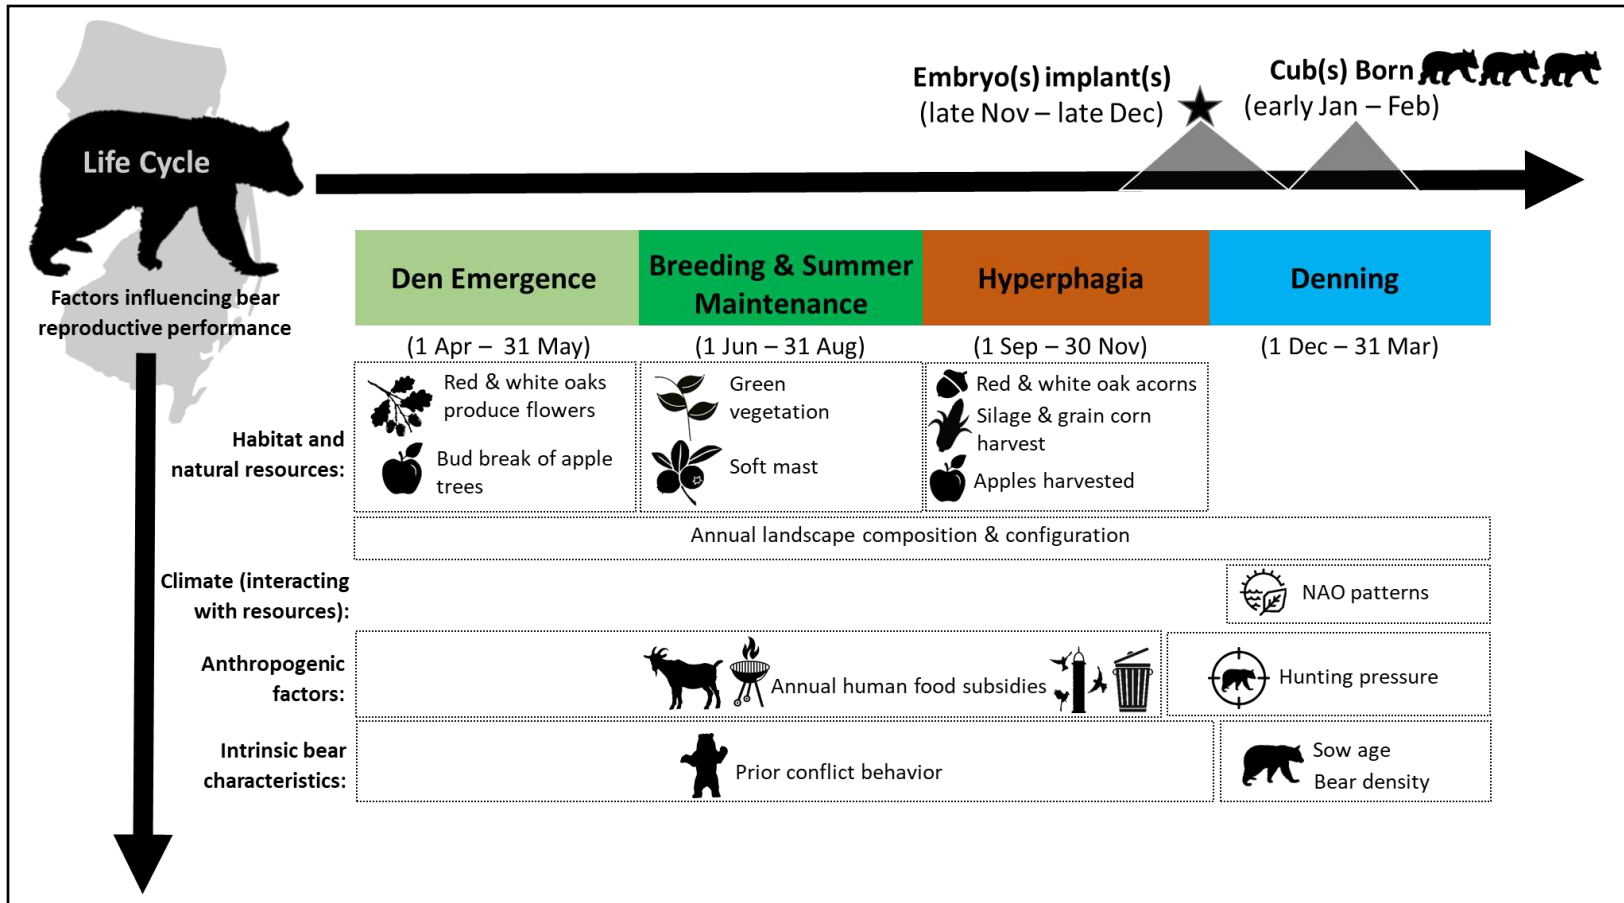 Embryo(s) implant(s)
(late Nov – late Dec)
Cub(s) Born
(early Jan – Feb)
Life Cycle
Factors influencing bear
reproductive performance
Den Emergence
Breeding & Summer
Maintenance
Hyperphagia
Denning
(1 Apr – 31 May)
(1 Jun – 31 Aug)
(1 Sep – 30 Nov)
(1 Dec – 31 Mar)
Habitat and
natural resources:
Red & white oaks
produce flowers
Bud break of apple
trees
Green
vegetation
Soft mast
Red & white oak acorns
Silage & grain corn
harvest
Apples harvested
Annual landscape composition & configuration
Climate (interacting
with resources):
NAO patterns
Anthropogenic
factors:
Annual human food subsidies
Hunting pressure
Intrinsic bear
characteristics:
Prior conflict behavior
Sow age
Bear density